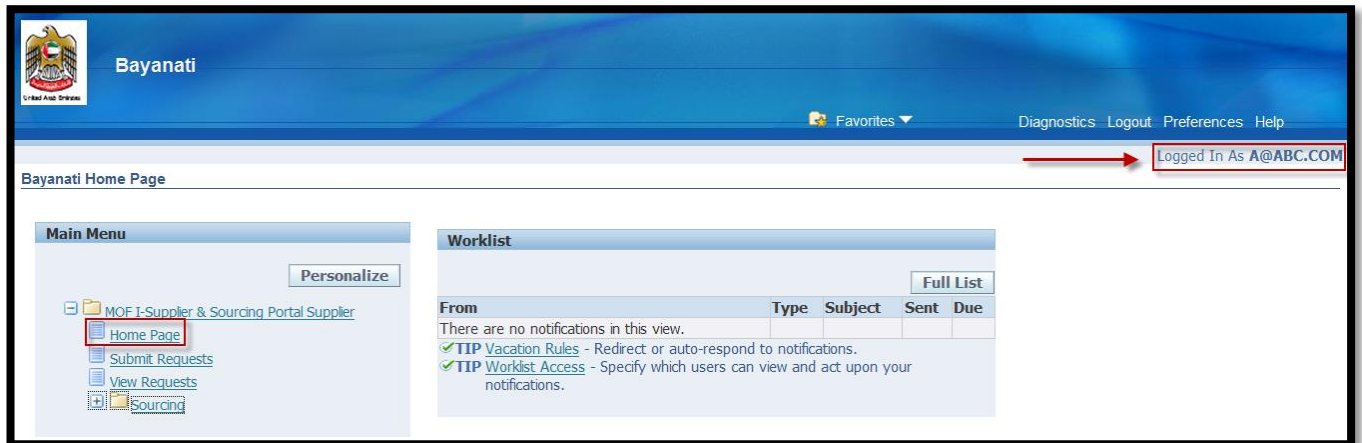 Bayanati
United Arab Emirates
Favorites
Diagnostics Logout Preferences Help
Logged In As A@ABC.COM
Bayanati Home Page
Main Menu
Personalize
MOF I-Supplier & Sourcing Portal Supplier
Home Page
Submit Requests
View Requests
Sourcing
Worklist
Full List
From Type Subject Sent Due
There are no notifications in this view.
TIP Vacation Rules - Redirect or auto-respond to notifications.
TIP Worklist Access - Specify which users can view and act upon your
notifications.